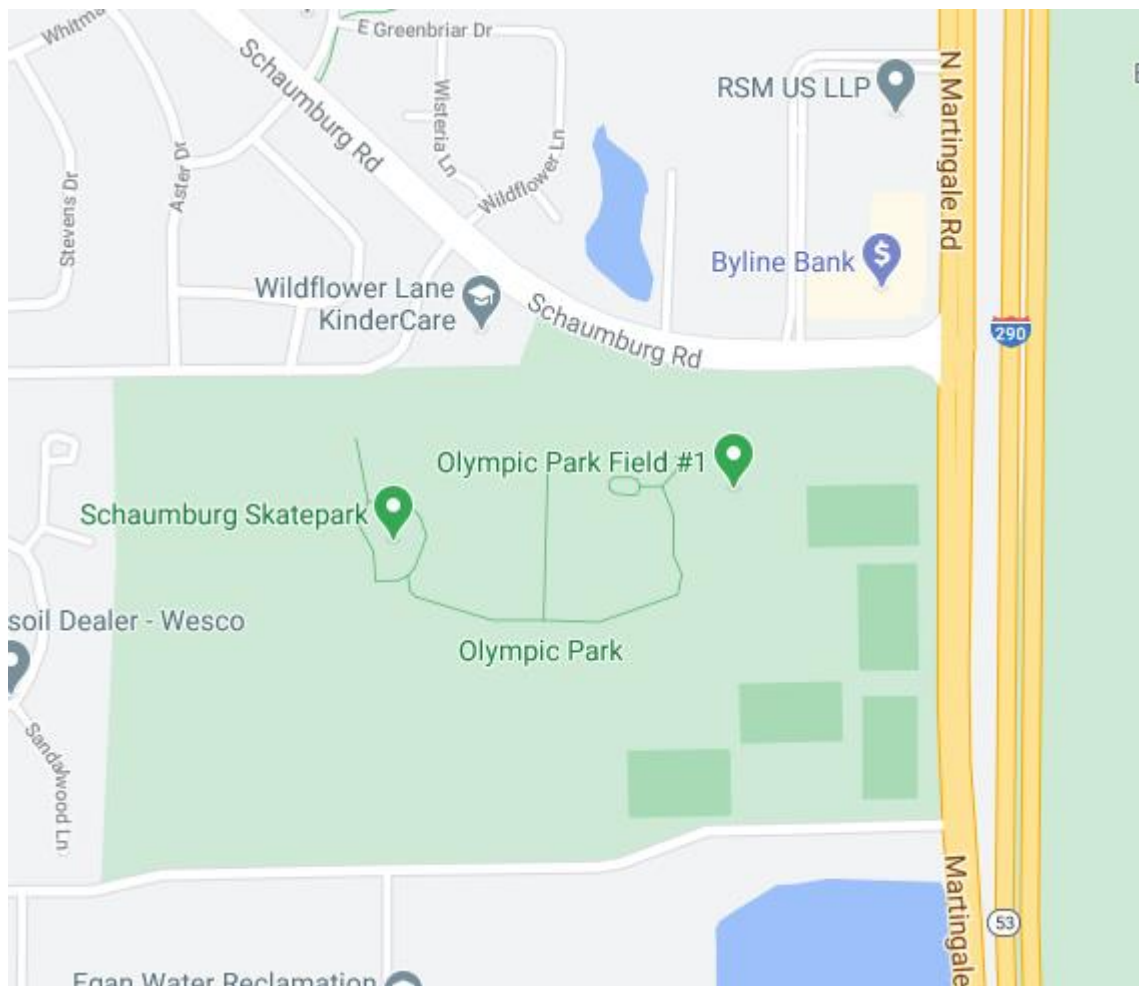 Whitma
E Greenbriar Dr
Schaumburg Rd
N Martingale Rd
RSM US LLP
Wisteria Ln
Aster Dr
Stevens Dr
Wildflower Ln
Byline Bank
$
Wildflower Lane
KinderCare
Schaumburg Rd
290
Olympic Park Field #1
Schaumburg Skatepark
soil Dealer - Wesco
Olympic Park
Sandalwood Ln
Martingale
53
Egan Water Reclamation